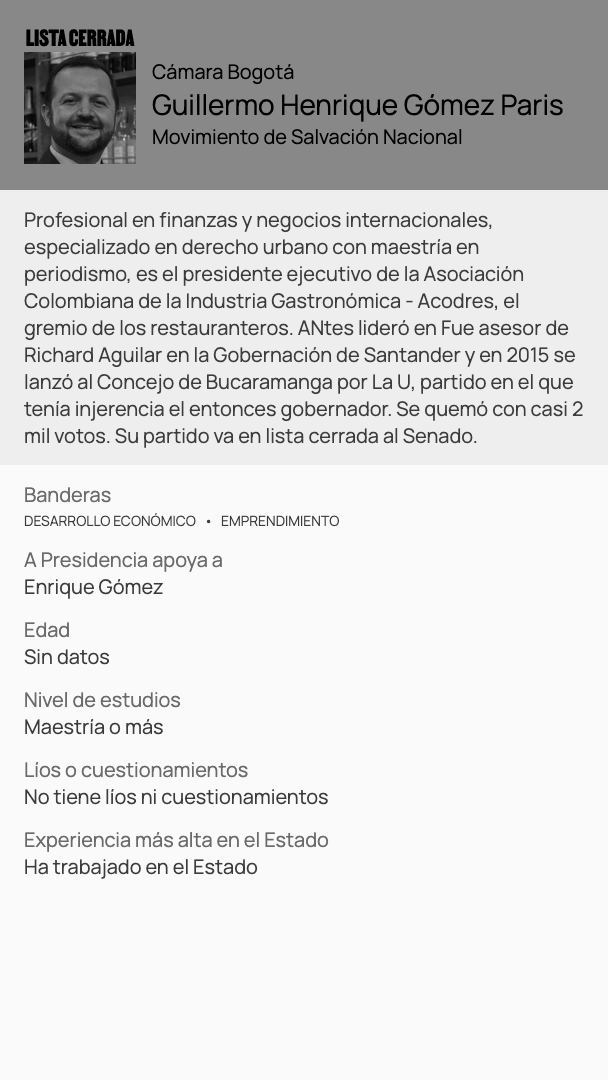 LISTA CERRADA
Cámara Bogotá
Guillermo Henrique Gómez Paris
Movimiento de Salvación Nacional
Profesional en finanzas y negocios internacionales,
especializado en derecho urbano con maestría en
periodismo, es el presidente ejecutivo de la Asociación
Colombiana de la Industria Gastronómica - Acodres, el
gremio de los restauranteros. ANtes lideró en Fue asesor de
Richard Aguilar en la Gobernación de Santander y en 2015 se
lanzó al Concejo de Bucaramanga por La U, partido en el que
tenía injerencia el entonces gobernador. Se quemó con casi 2
mil votos. Su partido va en lista cerrada al Senado.
Banderas
DESARROLLO ECONÓMICO • EMPRENDIMIENTO
A Presidencia apoya a
Enrique Gómez
Edad
Sin datos
Nivel de estudios
Maestría o más
Líos o cuestionamientos
No tiene líos ni cuestionamientos
Experiencia más alta en el Estado
Ha trabajado en el Estado